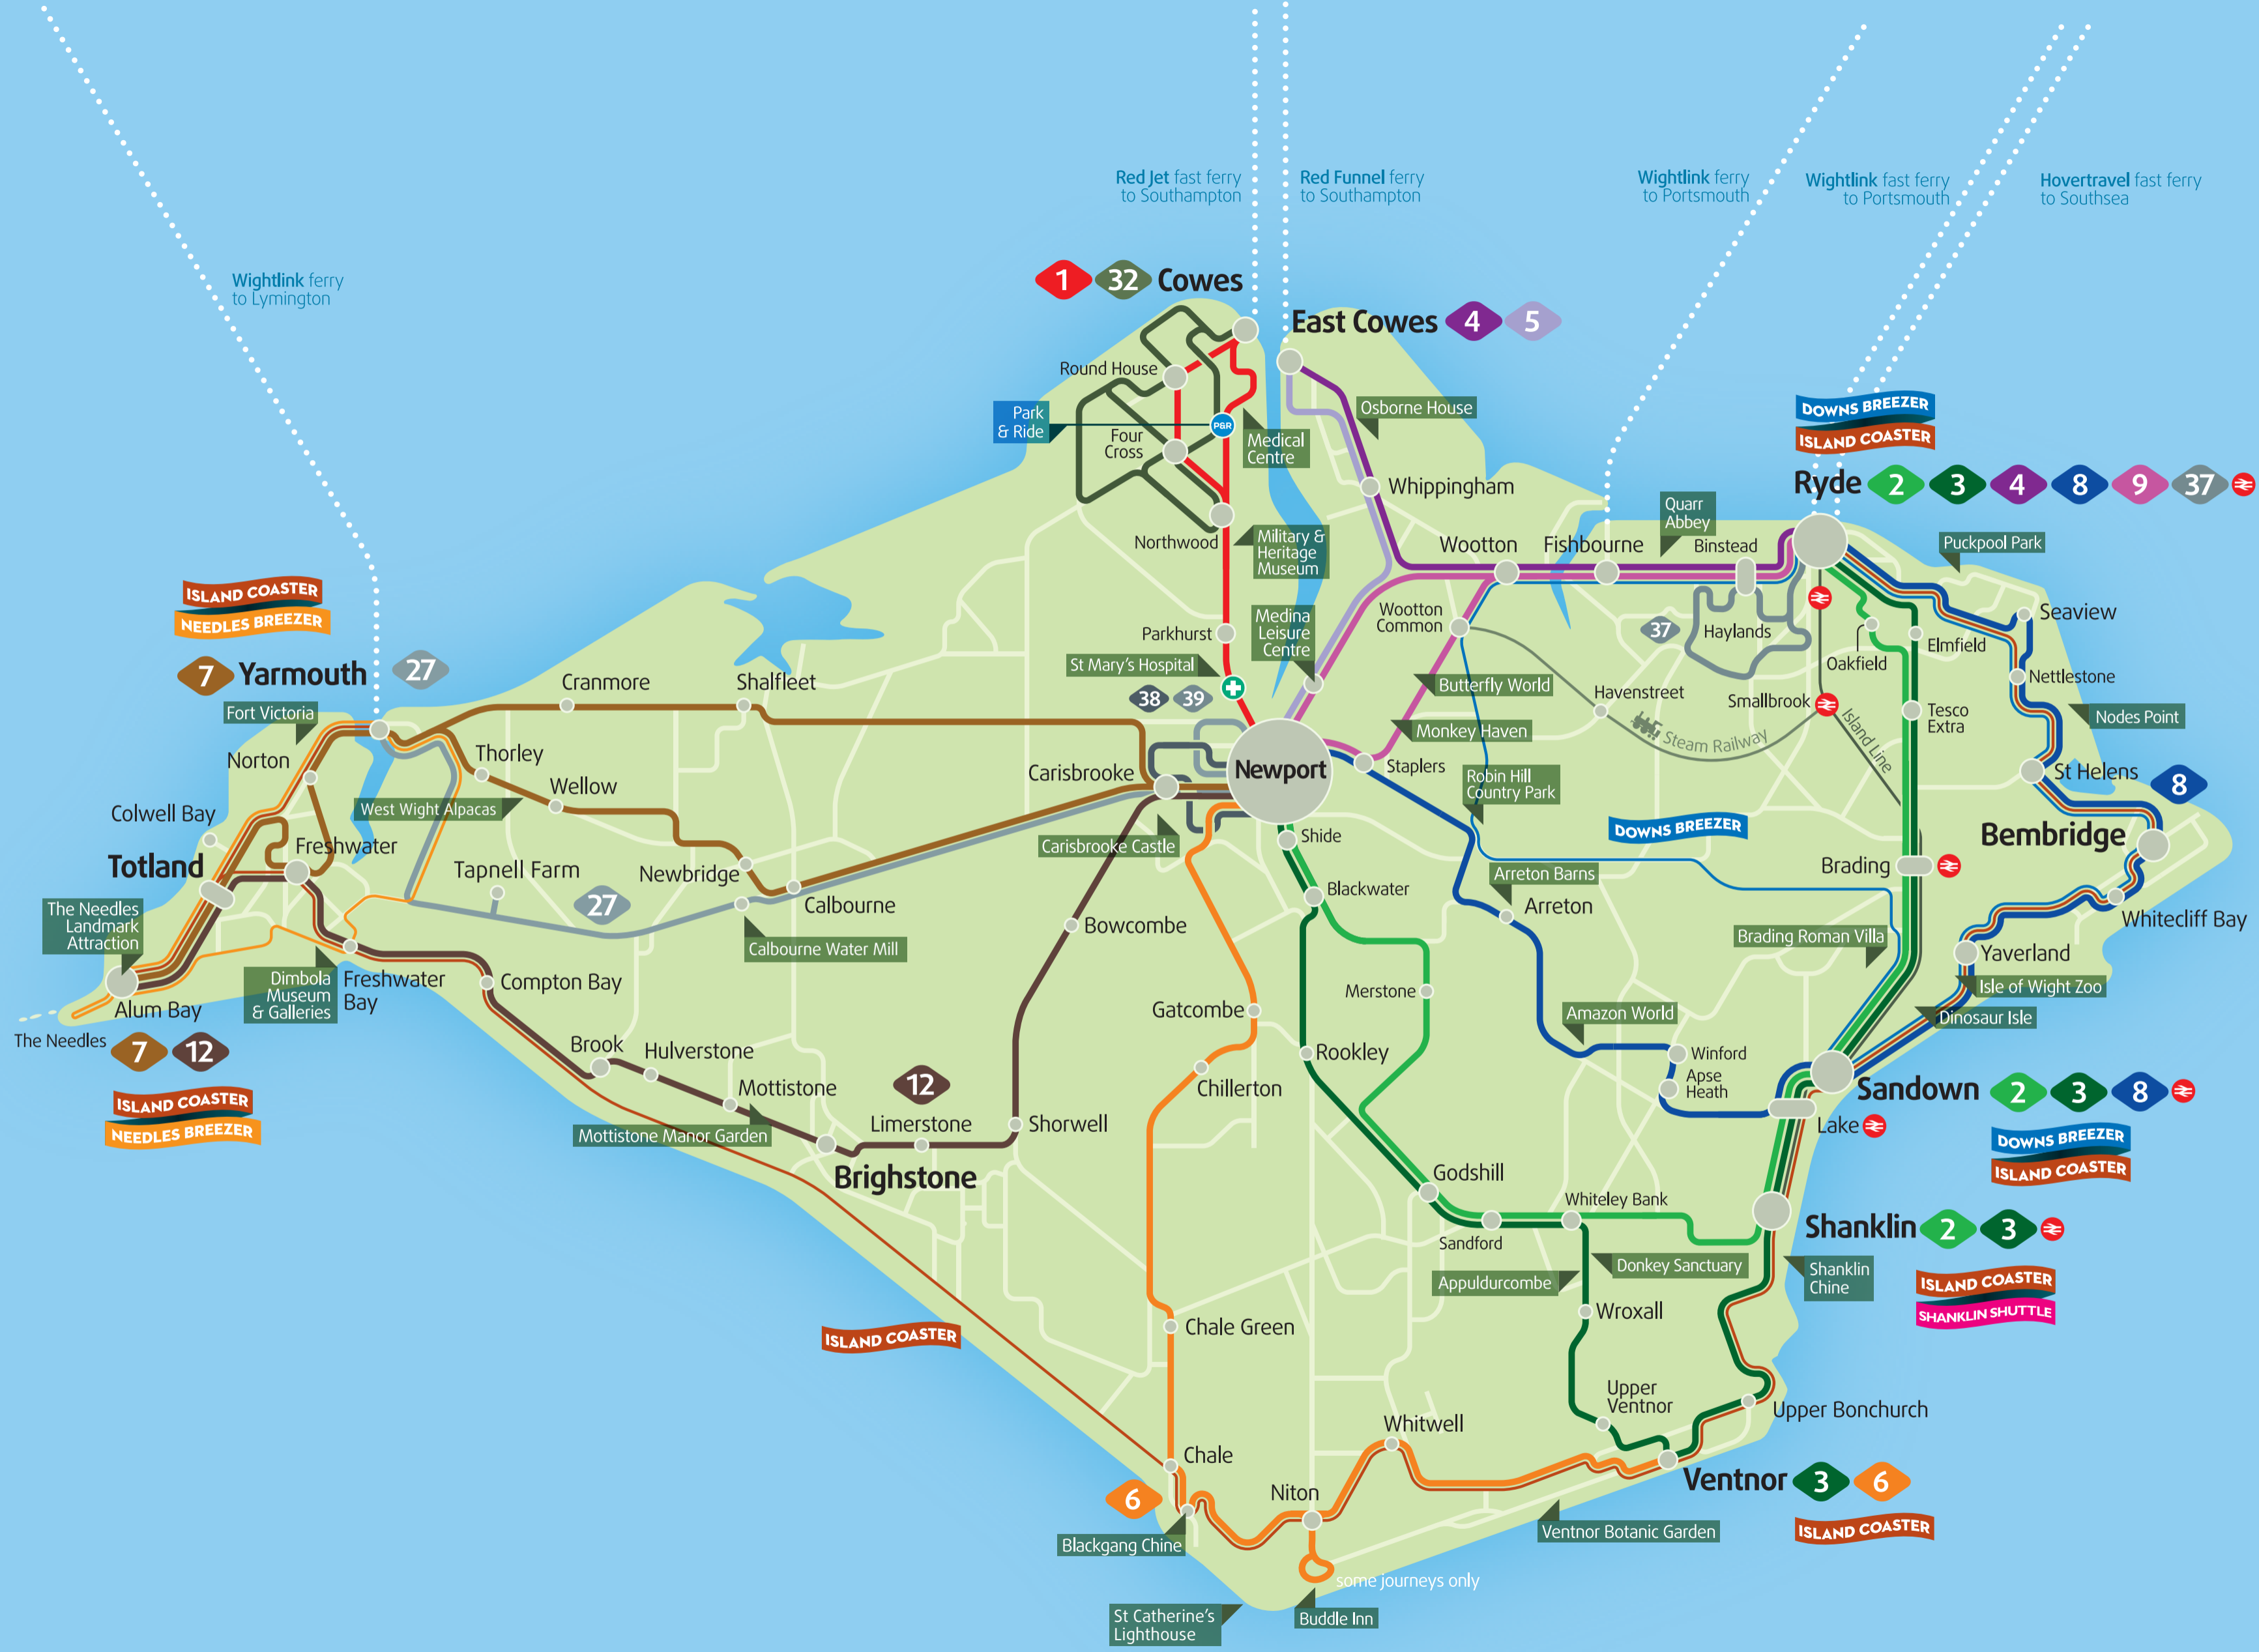 Red Jet fast ferry
to Southampton
Red Funnel ferry
to Southampton
Wightlink ferry
to Portsmouth
Wightlink fast ferry
to Portsmouth
Hovertravel fast ferry
to Southsea
Wightlink ferry
to Lymington
1 32 Cowes
East Cowes 4 5
Round House
Park
& Ride
P&R
Four
Cross
Medical
Centre
Osborne House
Whippingham
DOWNS BREEZER
ISLAND COASTER
Ryde 2 3 4 8 9 37
Quarr
Abbey
Northwood
Military &
Heritage
Museum
Wootton
Fishbourne
Binstead
Puckpool Park
ISLAND COASTER
NEEDLES BREEZER
7 Yarmouth 27
Fort Victoria
Norton
Cranmore
Shalfleet
Parkhurst
St Mary's Hospital
38 39
Medina
Leisure
Centre
Wootton
Common
37
Haylands
Oakfield
Elmfield
Seaview
Nettlestone
Butterfly World
Havenstreet
Smallbrook
Tesco
Extra
Nodes Point
Monkey Haven
Steam Railway
Island Line
Thorley
Wellow
West Wight Alpacas
Carisbrooke
Newport
Staplers
Robin Hill
Country Park
St Helens
8
Colwell Bay
Totland
Freshwater
Carisbrooke Castle
Shide
DOWNS BREEZER
Bembridge
Tapnell Farm
Newbridge
27
Calbourne
Blackwater
Arreton Barns
Arreton
Brading
Whitecliff Bay
The Needles
Landmark
Attraction
Bowcombe
Calbourne Water Mill
Brading Roman Villa
Yaverland
Dimbola
Museum
& Galleries
Freshwater
Bay
Compton Bay
Merstone
Isle of Wight Zoo
Alum Bay
The Needles
7 12
ISLAND COASTER
NEEDLES BREEZER
Gatcombe
Amazon World
Dinosaur Isle
Brook
Hulverstone
Mottistone
12
Rookley
Winford
Apse
Heath
Chillerton
Sandown 2 3 8
Mottistone Manor Garden
Limerstone
Shorwell
Lake
DOWNS BREEZER
ISLAND COASTER
Brighstone
Godshill
Whiteley Bank
Shanklin 2 3
Sandford
Donkey Sanctuary
Appuldurcombe
Shanklin
Chine
ISLAND COASTER
SHANKLIN SHUTTLE
Wroxall
ISLAND COASTER
Chale Green
Upper
Ventnor
Upper Bonchurch
Whitwell
Chale
Ventnor 3 6
6
Niton
ISLAND COASTER
Ventnor Botanic Garden
Blackgang Chine
some journeys only
St Catherine's
Lighthouse
Buddle Inn